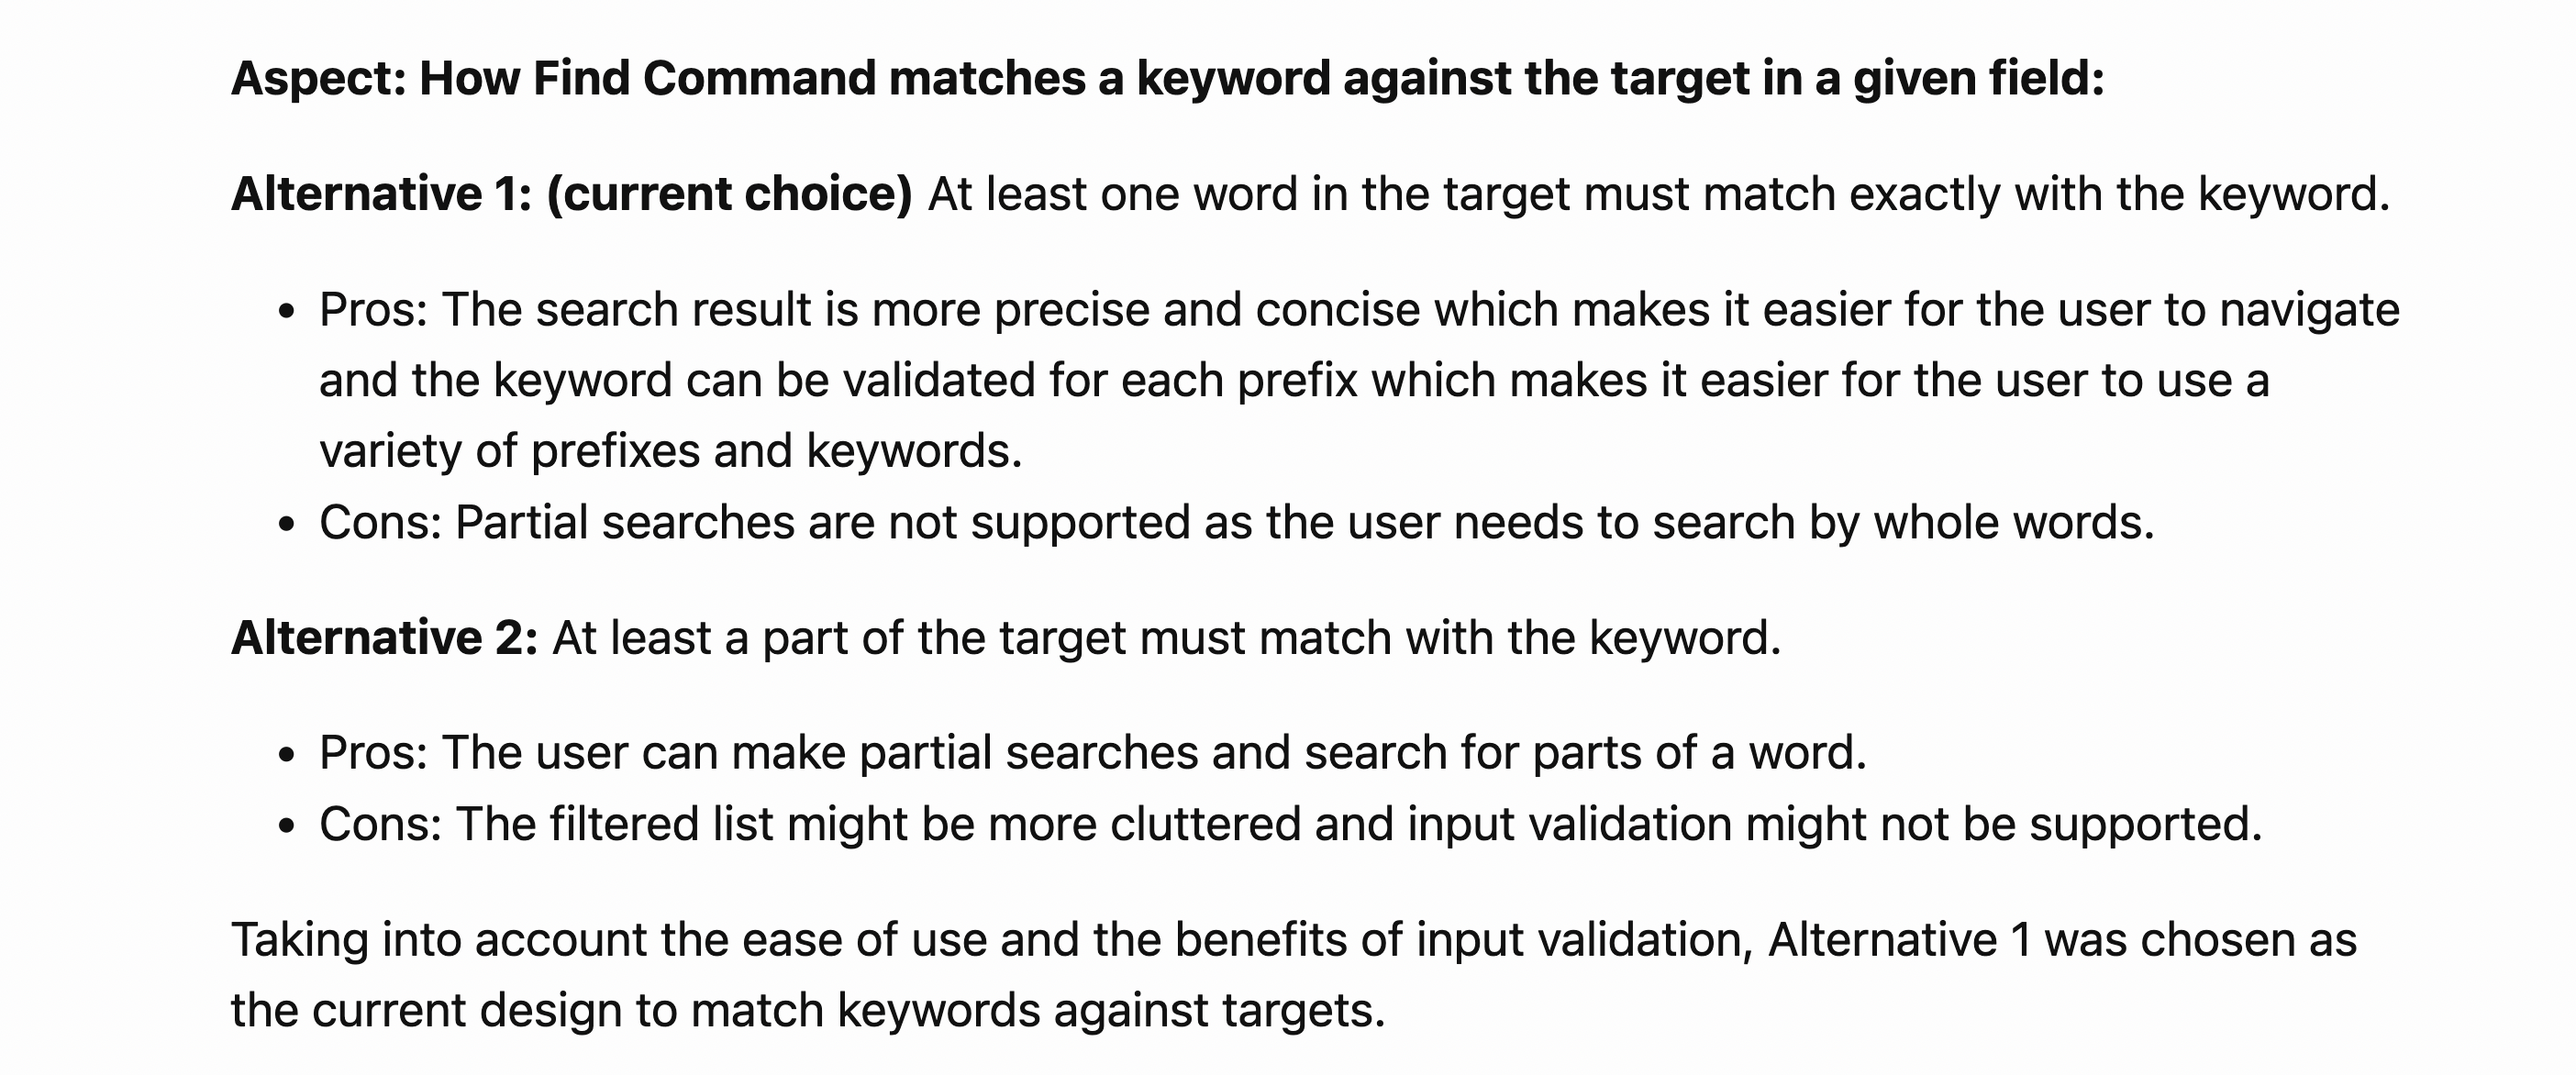 Aspect: How Find Command matches a keyword against the target in a given field:
Alternative 1: (current choice) At least one word in the target must match exactly with the keyword.
• Pros: The search result is more precise and concise which makes it easier for the user to navigate
and the keyword can be validated for each prefix which makes it easier for the user to use a
variety of prefixes and keywords.
• Cons: Partial searches are not supported as the user needs to search by whole words.
Alternative 2: At least a part of the target must match with the keyword.
• Pros: The user can make partial searches and search for parts of a word.
• Cons: The filtered list might be more cluttered and input validation might not be supported.
Taking into account the ease of use and the benefits of input validation, Alternative 1 was chosen as
the current design to match keywords against targets.